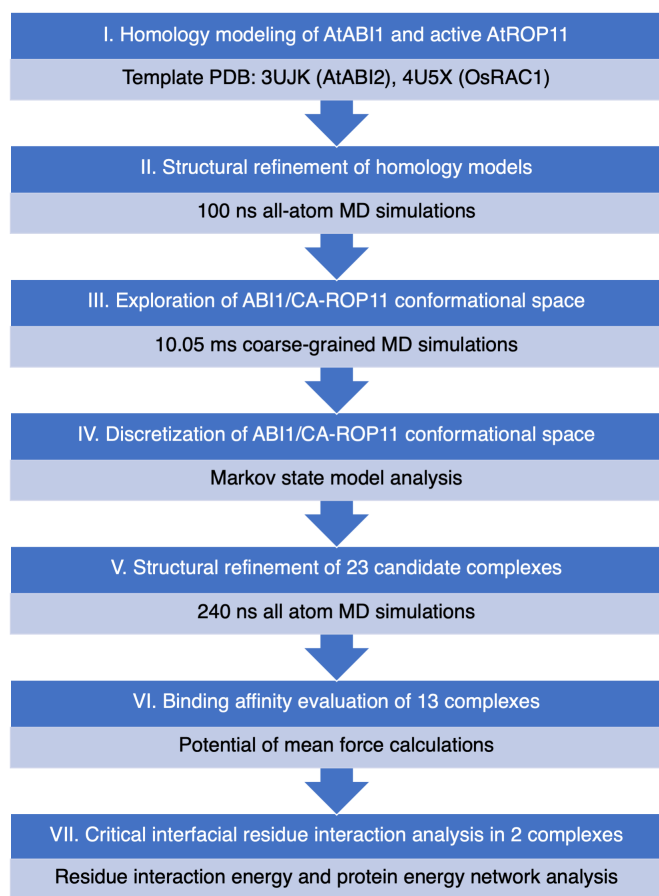 I. Homology modeling of AtABI1 and active AtROP11
Template PDB: 3UJK (AtABI2), 4U5X (OsRAC1)
II. Structural refinement of homology models
100 ns all-atom MD simulations
III. Exploration of ABI1/CA-ROP11 conformational space
10.05 ms coarse-grained MD simulations
IV. Discretization of ABI1/CA-ROP11 conformational space
Markov state model analysis
V. Structural refinement of 23 candidate complexes
240 ns all atom MD simulations
VI. Binding affinity evaluation of 13 complexes
Potential of mean force calculations
VII. Critical interfacial residue interaction analysis in 2 complexes
Residue interaction energy and protein energy network analysis